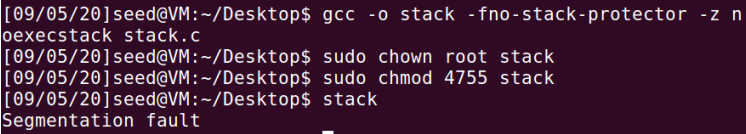 [09/05/20]seed@VM:~/Desktop$ gcc -o stack -fno-stack-protector -z n
oexecstack stack.c
[09/05/20]seed@VM:~/Desktop$ sudo chown root stack
[09/05/20]seed@VM:~/Desktop$ sudo chmod 4755 stack
[09/05/20]seed@VM:~/Desktop$ stack
Segmentation fault